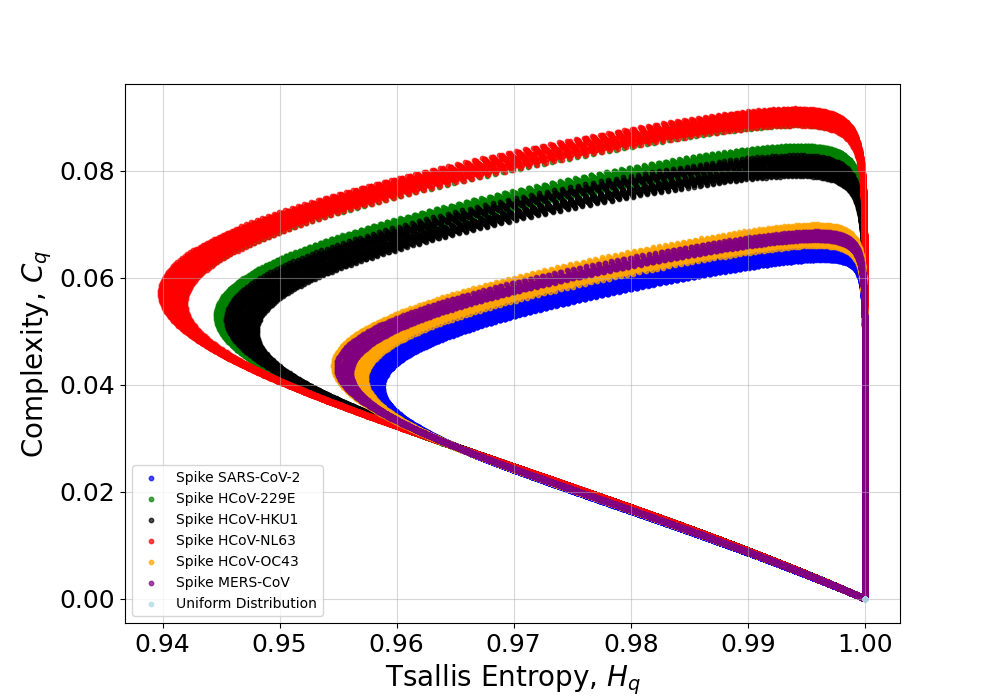 0.08
0.06
0.04
0.02
0.00
Complexity, C_q
Spike SARS-CoV-2
Spike HCoV-229E
Spike HCoV-HKU1
Spike HCoV-NL63
Spike HCoV-OC43
Spike MERS-CoV
Uniform Distribution
0.94 0.95 0.96 0.97 0.98 0.99 1.00
Tsallis Entropy, H_q